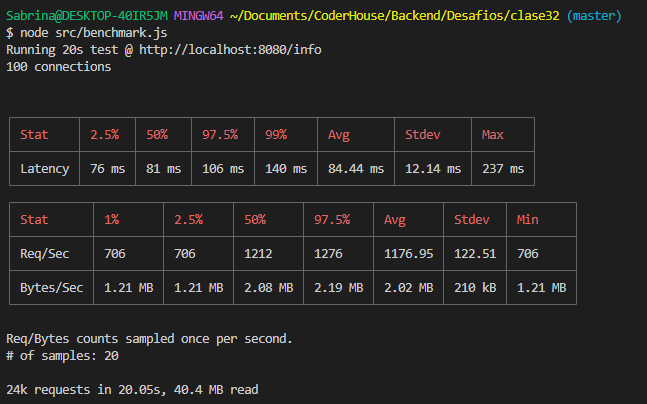 Sabrina@DESKTOP-40IR5JM MINGW64 ~/Documents/CoderHouse/Backend/Desafios/clase32 (master)
$ node src/benchmark.js
Running 20s test @ http://localhost:8080/info
100 connections
Stat 2.5% 50% 97.5% 99% Avg Stdev Max
Latency 76 ms 81 ms 106 ms 140 ms 84.44 ms 12.14 ms 237 ms
Stat 1% 2.5% 50% 97.5% Avg Stdev Min
Req/Sec 706 706 1212 1276 1176.95 122.51 706
Bytes/Sec 1.21 MB 1.21 MB 2.08 MB 2.19 MB 2.02 MB 210 kB 1.21 MB
Req/Bytes counts sampled once per second.
# of samples: 20
24k requests in 20.05s, 40.4 MB read